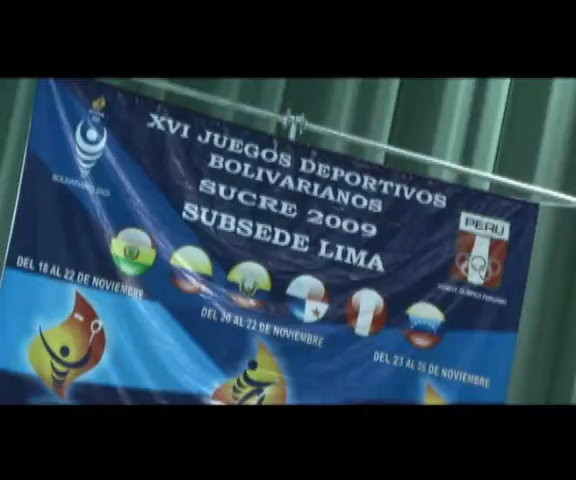 XVI JUEGOS DEPORTIVOS
BOLIVARIANOS
SUCRE 2009
SUBSEDE LIMA
PERU
DEL 18 AL 22 DE NOVIEMBRE
DEL 20 AL 22 DE NOVIEMBRE
DEL 23 AL 25 DE NOVIEMBRE